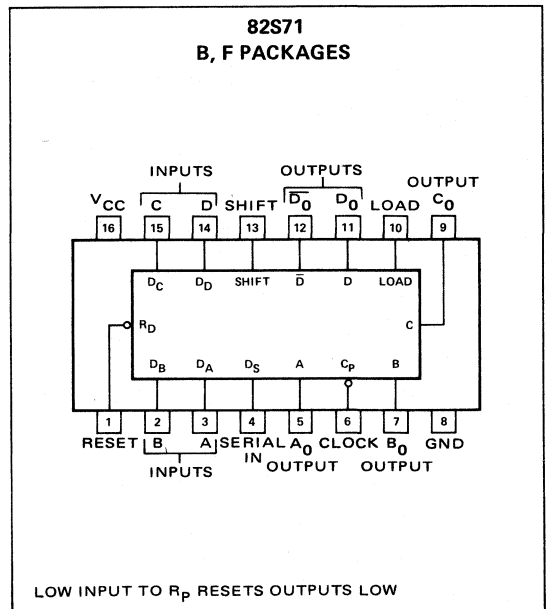 82S71
B, F PACKAGES
INPUTS OUTPUTS OUTPUT
VCC C D SHIFT D̅0̅ D0 LOAD C0
16 15 14 13 12 11 10 9
DC DD SHIFT D̅ D LOAD
RD C
DB DA DS A CP B
1 2 3 4 5 6 7 8
RESET B A SERIAL IN A0 CLOCK B0 GND
INPUTS OUTPUT OUTPUT
LOW INPUT TO RP RESETS OUTPUTS LOW